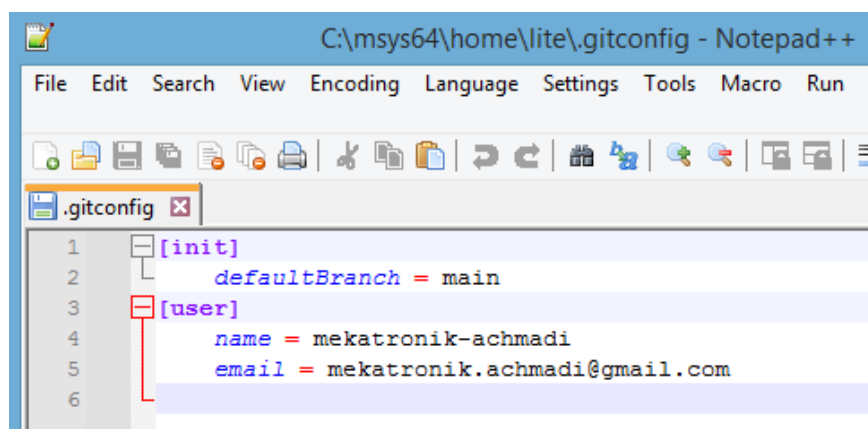 C:\msys64\home\lite\.gitconfig - Notepad++
File Edit Search View Encoding Language Settings Tools Macro Run
.gitconfig
1 [init]
2 defaultBranch = main
3 [user]
4 name = mekatronik-achmadi
5 email = mekatronik.achmadi@gmail.com
6